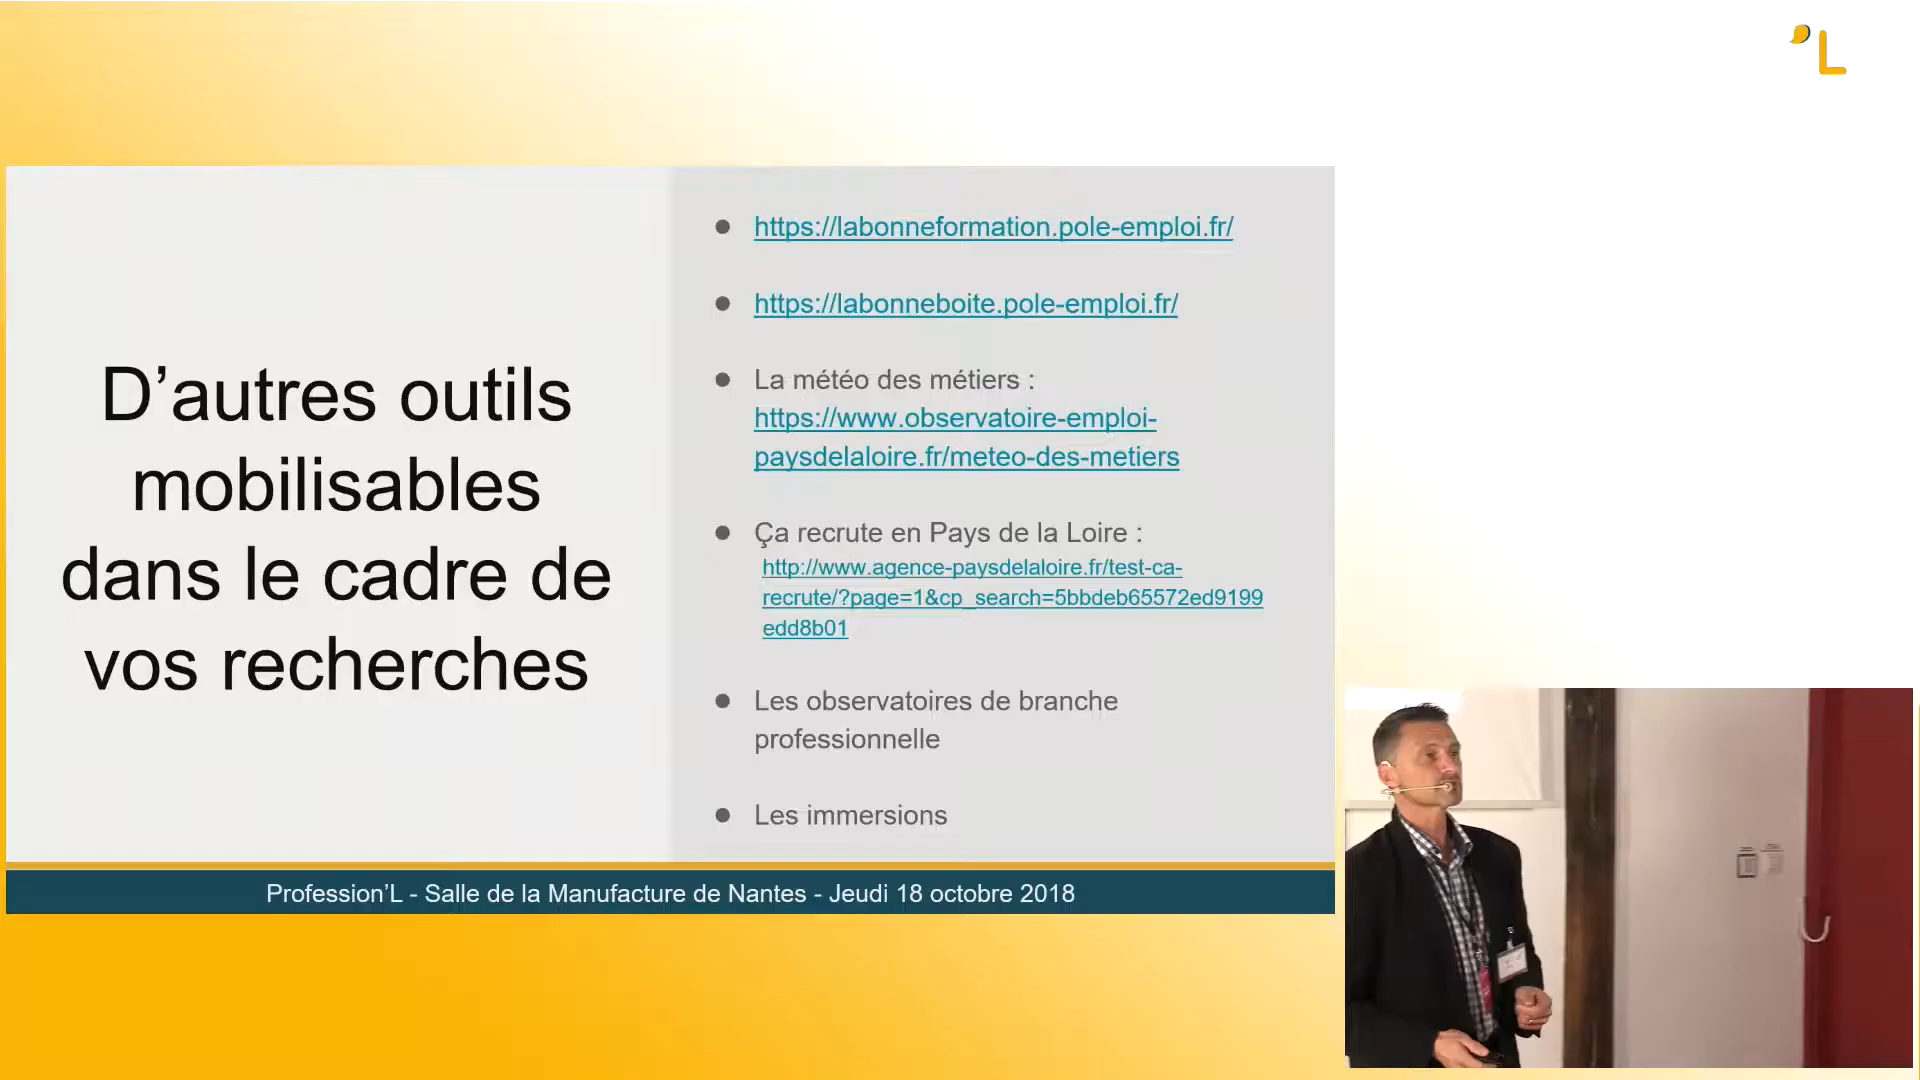 ’L
D’autres outils
mobilisables
dans le cadre de
vos recherches
● https://labonneformation.pole-emploi.fr/
● https://labonneboite.pole-emploi.fr/
● La météo des métiers :
https://www.observatoire-emploi-
paysdelaloire.fr/meteo-des-metiers
● Ça recrute en Pays de la Loire :
http://www.agence-paysdelaloire.fr/test-ca-
recrute/?page=1&cp_search=5bbdeb65572ed9199
edd8b01
● Les observatoires de branche
professionnelle
● Les immersions
Profession’L - Salle de la Manufacture de Nantes - Jeudi 18 octobre 2018